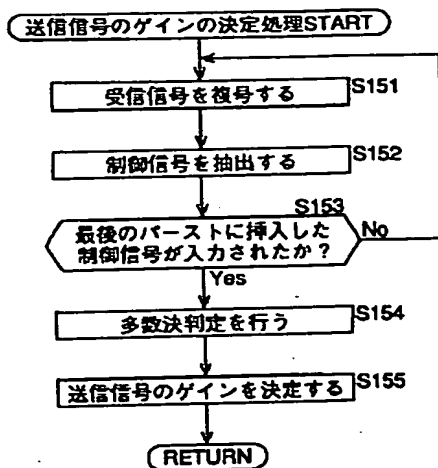 送信信号のゲインの決定処理START
受信信号を復号する
S151
制御信号を抽出する
S152
S153
最後のバーストに挿入した
制御信号が入力されたか?
No
Yes
多数決判定を行う
S154
送信信号のゲインを決定する
S155
RETURN